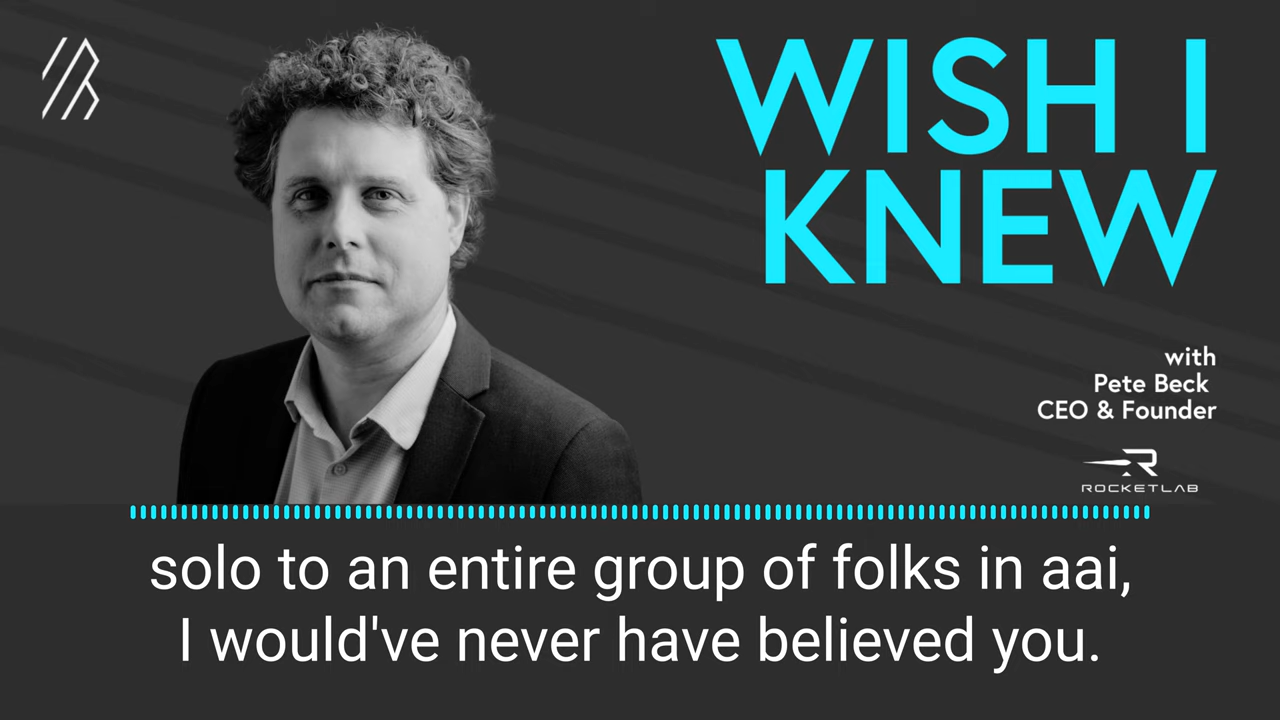 WISH I
KNEW
with
Pete Beck
CEO & Founder
ROCKETLAB
solo to an entire group of folks in aai,
I would've never have believed you.